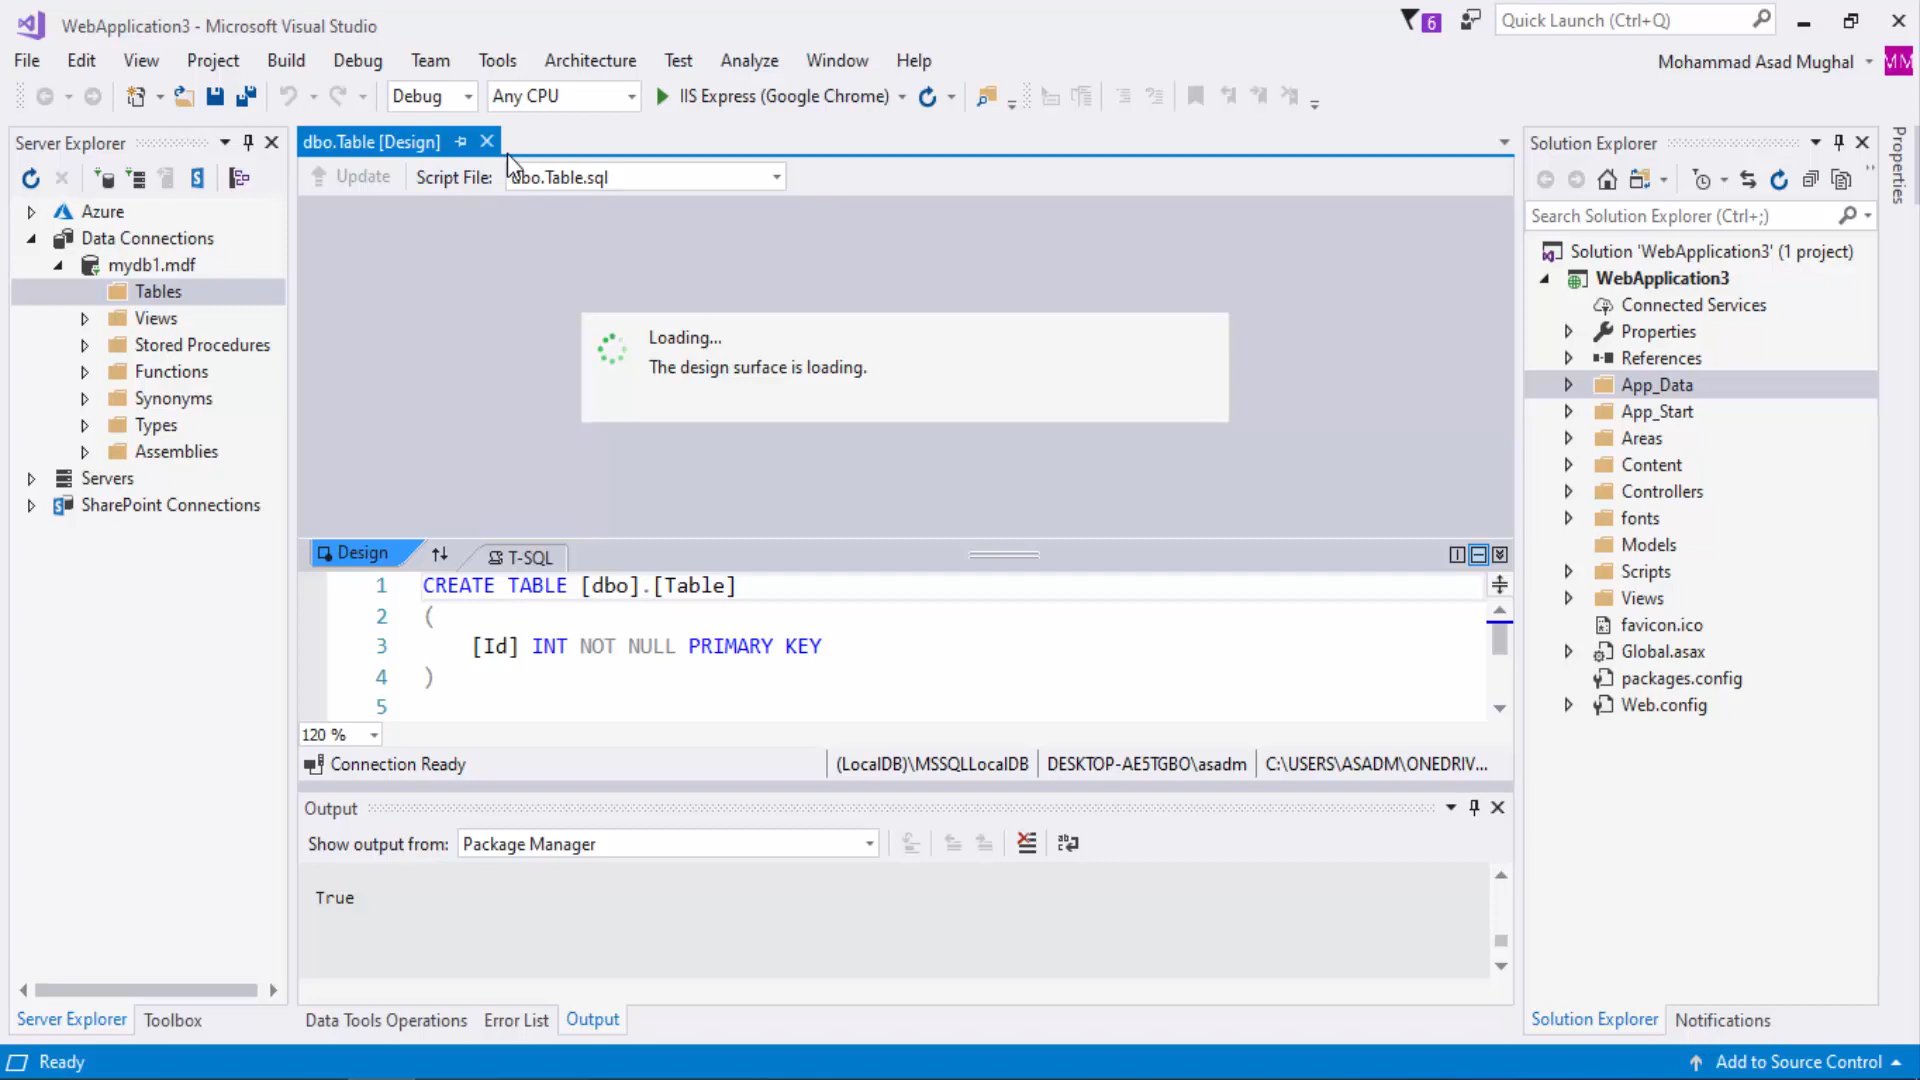 WebApplication3 - Microsoft Visual Studio
6
Quick Launch (Ctrl+Q)
File Edit View Project Build Debug Team Tools Architecture Test Analyze Window Help
Mohammad Asad Mughal MM
Debug Any CPU IIS Express (Google Chrome)
Server Explorer
Azure
Data Connections
mydb1.mdf
Tables
Views
Stored Procedures
Functions
Synonyms
Types
Assemblies
Servers
SharePoint Connections
Server Explorer Toolbox
dbo.Table [Design]
Update Script File: dbo.Table.sql
Loading...
The design surface is loading.
Design T-SQL
1 CREATE TABLE [dbo].[Table]
2 (
3 [Id] INT NOT NULL PRIMARY KEY
4 )
5
120 %
Connection Ready (LocalDB)\MSSQLLocalDB DESKTOP-AE5TGBO\asadm C:\USERS\ASADM\ONEDRIV...
Output
Show output from: Package Manager
True
Data Tools Operations Error List Output
Solution Explorer
Search Solution Explorer (Ctrl+;)
Solution 'WebApplication3' (1 project)
WebApplication3
Connected Services
Properties
References
App_Data
App_Start
Areas
Content
Controllers
fonts
Models
Scripts
Views
favicon.ico
Global.asax
packages.config
Web.config
Solution Explorer Notifications
Properties
Ready
Add to Source Control